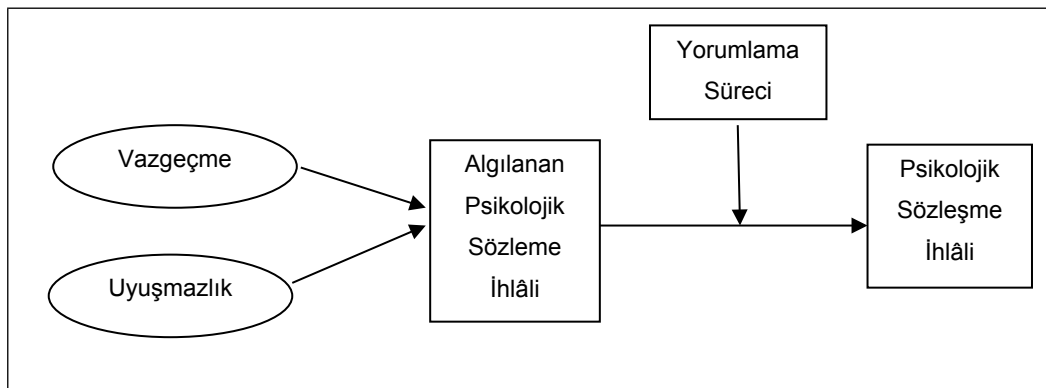 Yorumlama
Süreci
Vazgeçme
Uyuşmazlık
Algılanan
Psikolojik
Sözleme
İhlâli
Psikolojik
Sözleşme
İhlâli